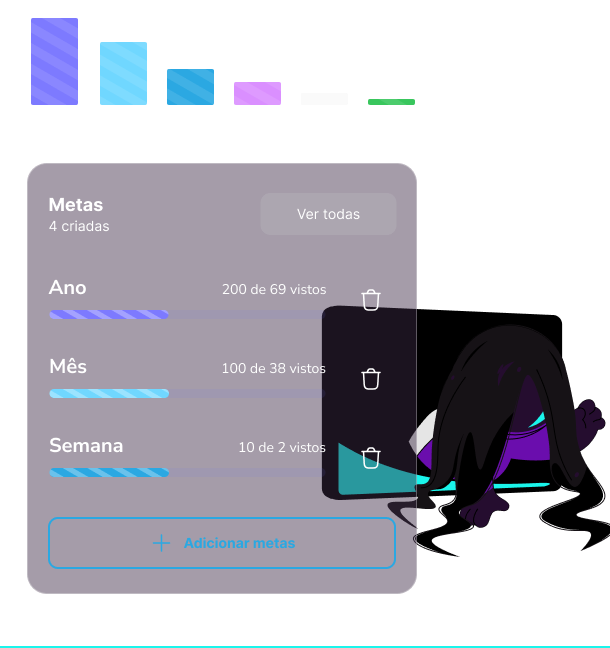 Metas
4 criadas
Ver todas
Ano
200 de 69 vistos
Mês
100 de 38 vistos
Semana
10 de 2 vistos
Adicionar metas